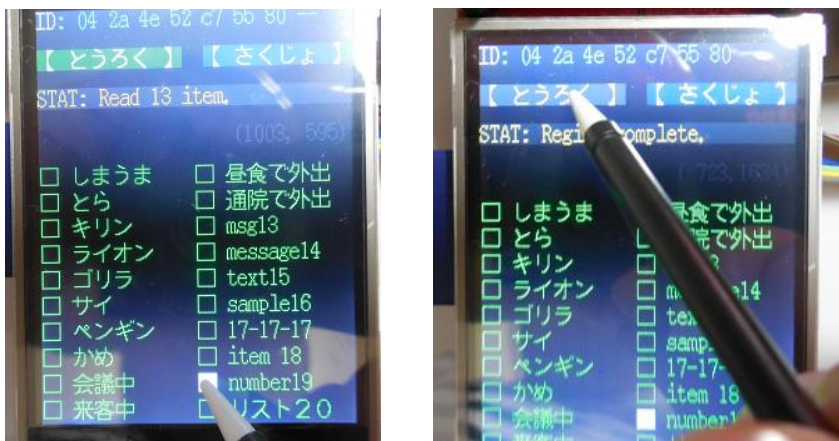 ID: 04 2a 4e 52 c7 55 80 --
【 とうろく 】 【 さくじょ 】
STAT: Read 13 item.
(1003, 595)
□ しまうま □ 昼食で外出
□ とら □ 通院で外出
□ キリン □ msg13
□ ライオン □ message14
□ ゴリラ □ text15
□ サイ □ sample16
□ ペンギン □ 17-17-17
□ かめ □ item 18
□ 会議中 ■ number19
□ 来客中 □ リスト20
ID: 04 2a 4e 52 c7 55 80 --
【 とうろく 】 【 さくじょ 】
STAT: complete.
□ しまうま 昼食で外出
□ とら 院で外出
□ キリン □
□ ライオン □
□ ゴリラ □
□ サイ □
□ ペンギン □ 17-17-
□ かめ □ item 18
□ 会議中 ■